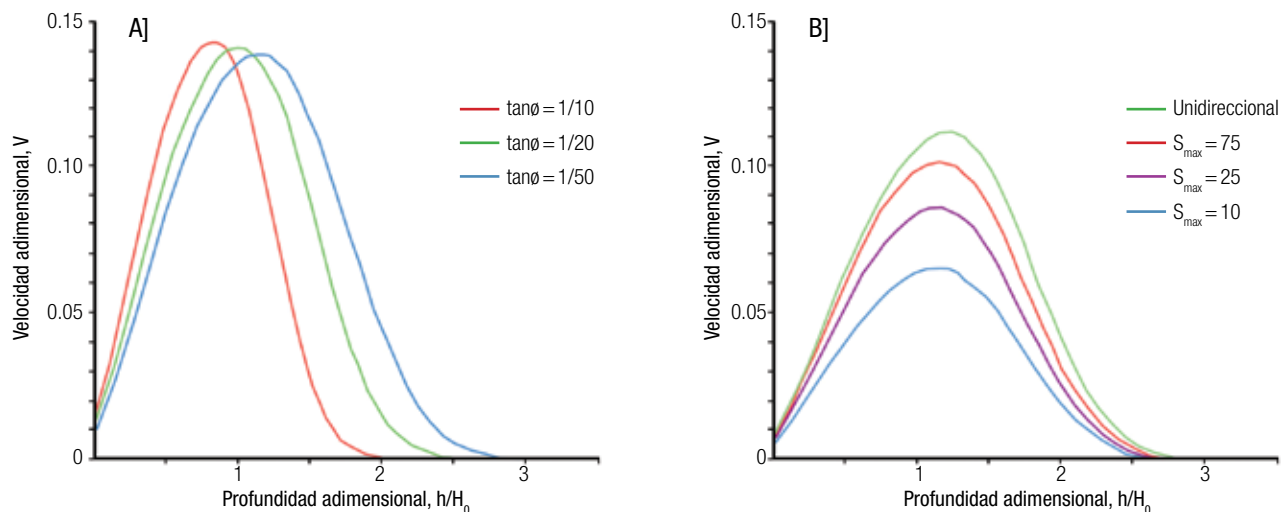 A]
0.15
0.10
0.05
0
Velocidad adimensional, V
tanø = 1/10
tanø = 1/20
tanø = 1/50
1
2
3
Profundidad adimensional, h/H₀
B]
0.15
0.10
0.05
0
Velocidad adimensional, V
Unidireccional
Sₘₐₓ = 75
Sₘₐₓ = 25
Sₘₐₓ = 10
1
2
3
Profundidad adimensional, h/H₀